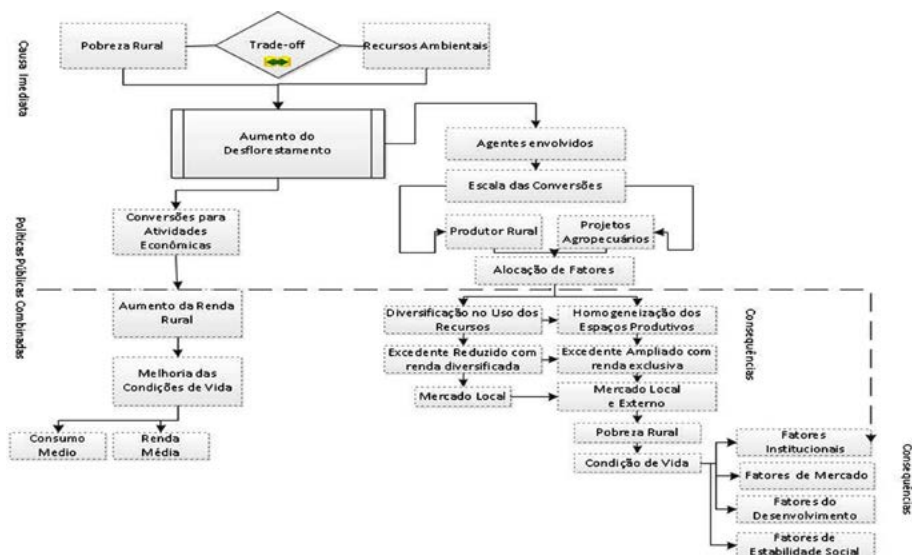 Causa Imediata
Pobreza Rural
Trade-off
Recursos Ambientais
Aumento do
Desflorestamento
Agentes envolvidos
Escala das Conversões
Conversões para
Atividades
Econômicas
Produtor Rural
Projetos
Agropecuários
Alocação de Fatores
Políticas Públicas Combinadas
Aumento da Renda
Rural
Diversificação no Uso dos
Recursos
Homogeneização dos
Espaços Produtivos
Consequências
Excedente Reduzido com
renda diversificada
Excedente Ampliado com
renda exclusiva
Melhoria das
Condições de Vida
Mercado Local
Mercado Local
e Externo
Consumo
Medio
Renda
Média
Pobreza Rural
Condição de Vida
Fatores
Institucionais
Fatores de Mercado
Fatores do
Desenvolvimento
Fatores de
Estabilidade Social
Consequências